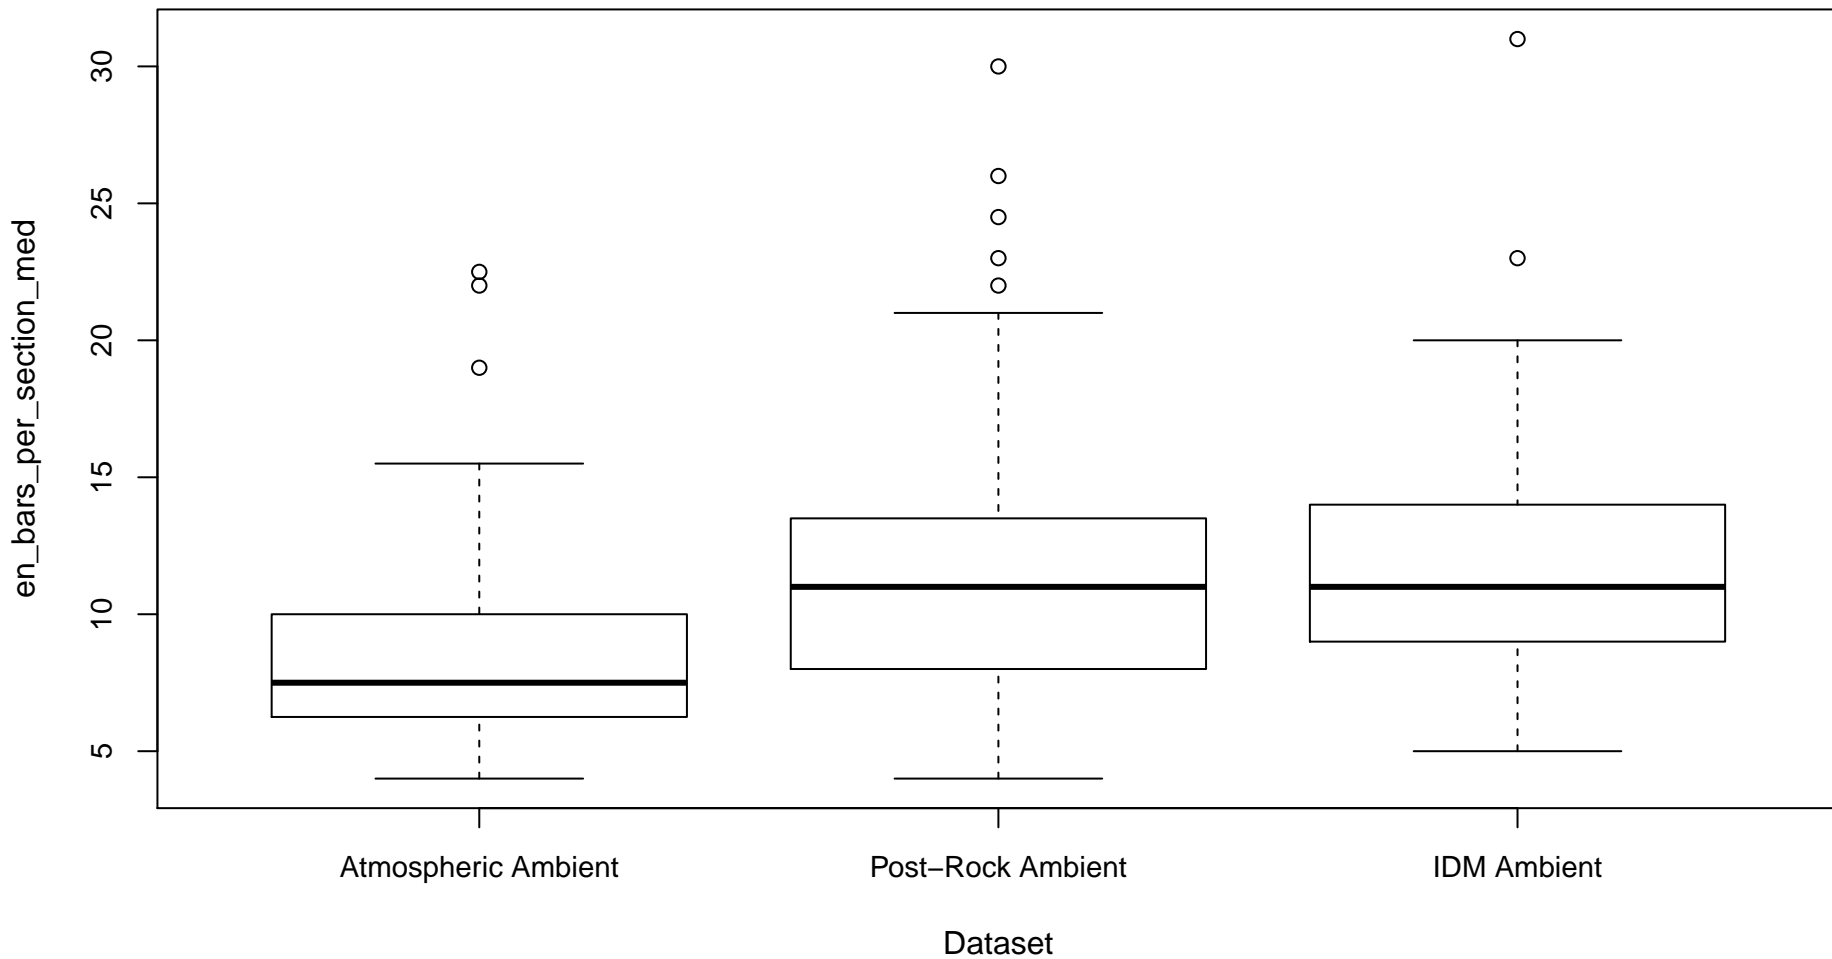 en_bars_per_section_med
30
25
20
15
10
5
Atmospheric Ambient
Post−Rock Ambient
IDM Ambient
Dataset